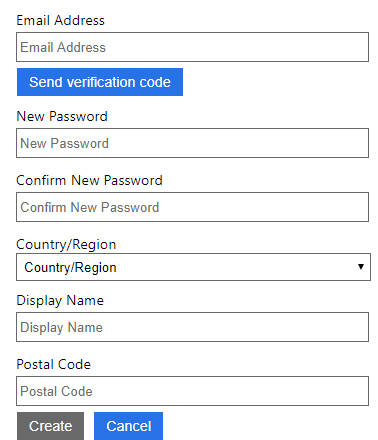 Email Address
Email Address
Send verification code
New Password
New Password
Confirm New Password
Confirm New Password
Country/Region
Country/Region
Display Name
Display Name
Postal Code
Postal Code
Create Cancel